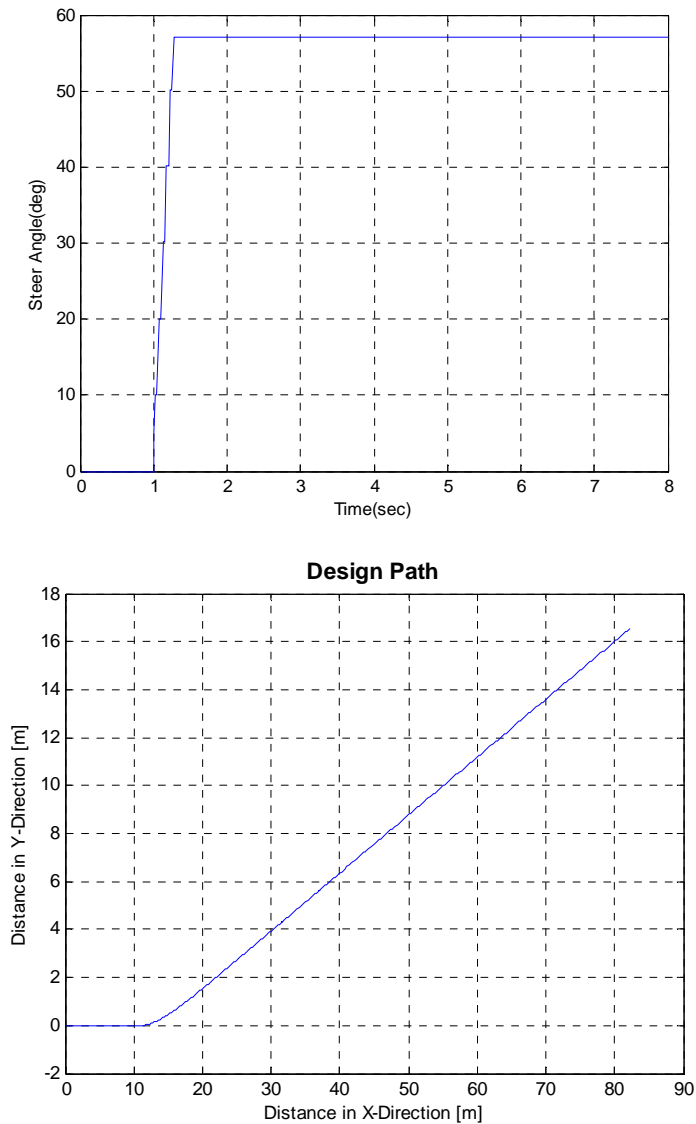 60
50
40
30
20
10
0
Steer Angle(deg)
0 1 2 3 4 5 6 7 8
Time(sec)
Design Path
18
16
14
12
10
8
6
4
2
0
-2
Distance in Y-Direction [m]
0 10 20 30 40 50 60 70 80 90
Distance in X-Direction [m]